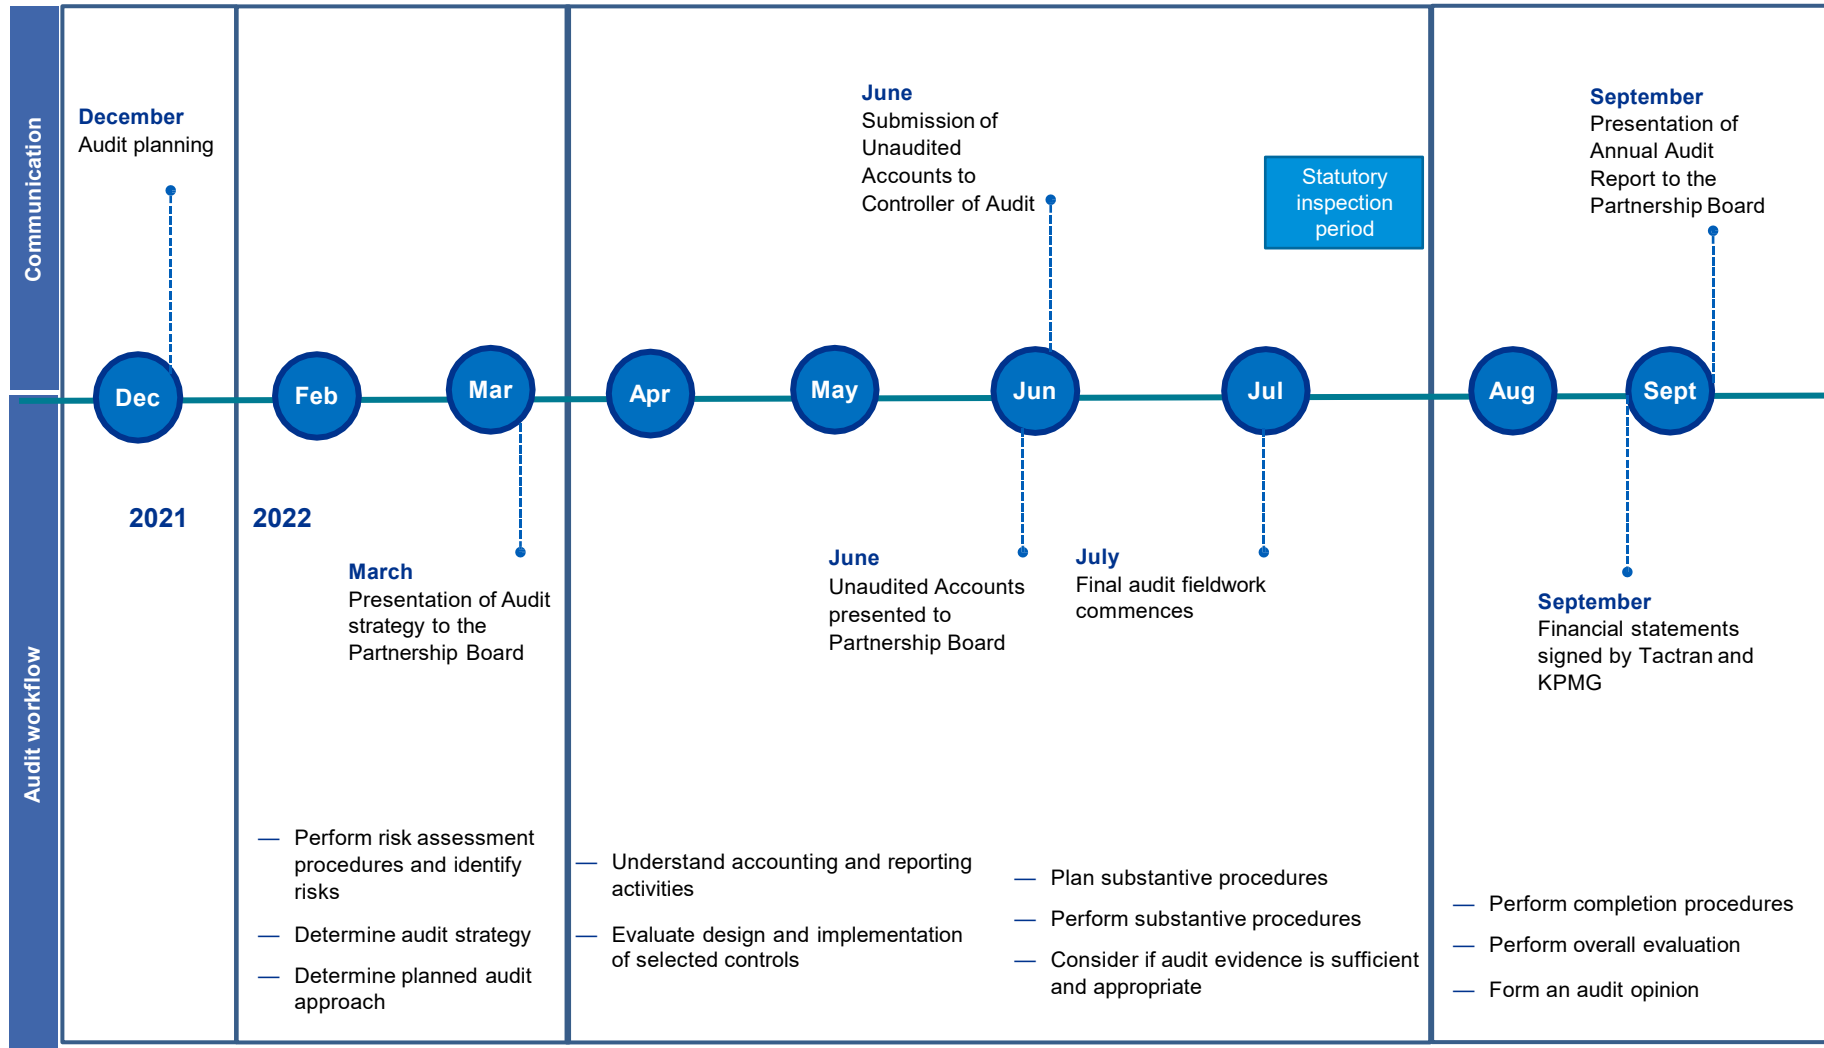 Communication
December
Audit planning
June
Submission of
Unaudited
Accounts to
Controller of Audit
Statutory
inspection
period
September
Presentation of
Annual Audit
Report to the
Partnership Board
Dec
Feb
Mar
Apr
May
Jun
Jul
Aug
Sept
2021
2022
Audit workflow
March
Presentation of Audit
strategy to the
Partnership Board
June
Unaudited Accounts
presented to
Partnership Board
July
Final audit fieldwork
commences
September
Financial statements
signed by Tactran and
KPMG
— Perform risk assessment
procedures and identify
risks
— Determine audit strategy
— Determine planned audit
approach
— Understand accounting and reporting
activities
— Evaluate design and implementation
of selected controls
— Plan substantive procedures
— Perform substantive procedures
— Consider if audit evidence is sufficient
and appropriate
— Perform completion procedures
— Perform overall evaluation
— Form an audit opinion